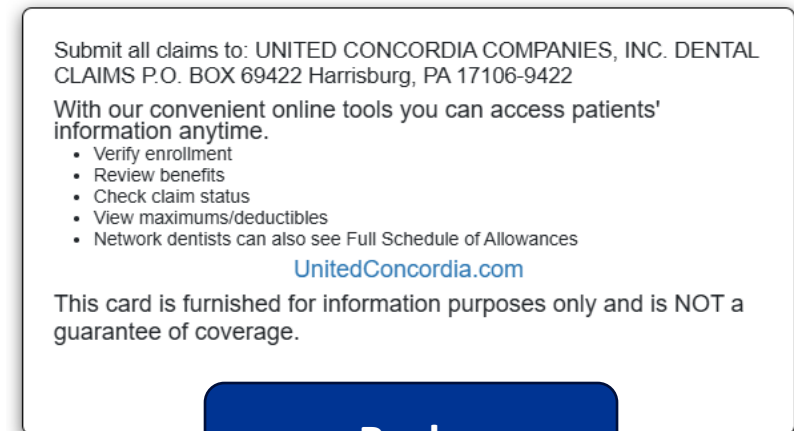 Submit all claims to: UNITED CONCORDIA COMPANIES, INC. DENTAL
CLAIMS P.O. BOX 69422 Harrisburg, PA 17106-9422
With our convenient online tools you can access patients'
information anytime.
• Verify enrollment
• Review benefits
• Check claim status
• View maximums/deductibles
• Network dentists can also see Full Schedule of Allowances
UnitedConcordia.com
This card is furnished for information purposes only and is NOT a
guarantee of coverage.